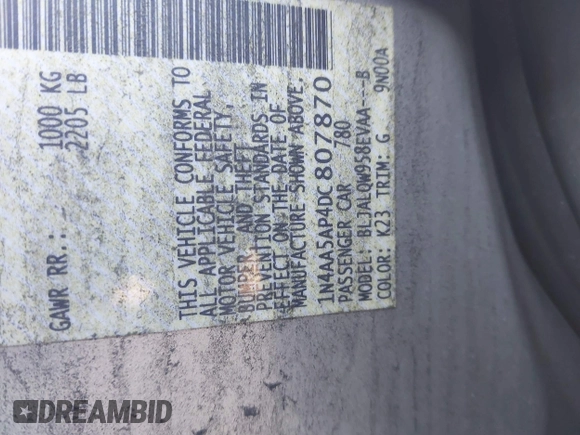 GAWR RR.: 1000 KG
2205 LB
THIS VEHICLE CONFORMS TO
ALL APPLICABLE FEDERAL
MOTOR VEHICLE SAFETY,
BUMPER, AND THEFT
PREVENTION STANDARDS IN
EFFECT ON THE DATE OF
MANUFACTURE SHOWN ABOVE.
1N4AA5AP4DC807870
PASSENGER CAR 780
MODEL: BL3ALQW958EVAA---B
COLOR: K23 TRIM: G 9N00A
DREAMBID